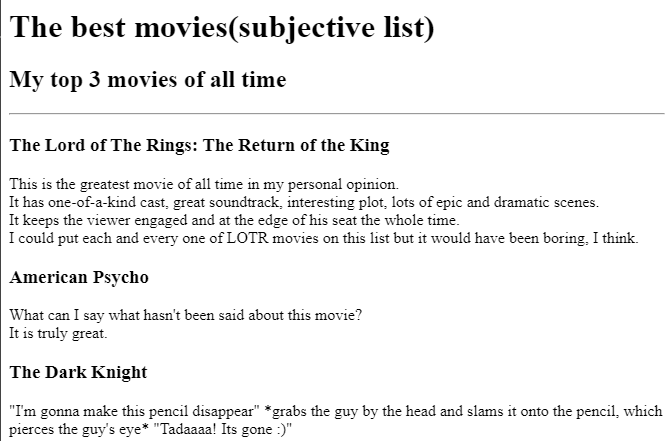 The best movies(subjective list)
My top 3 movies of all time
The Lord of The Rings: The Return of the King
This is the greatest movie of all time in my personal opinion.
It has one-of-a-kind cast, great soundtrack, interesting plot, lots of epic and dramatic scenes.
It keeps the viewer engaged and at the edge of his seat the whole time.
I could put each and every one of LOTR movies on this list but it would have been boring, I think.
American Psycho
What can I say what hasn't been said about this movie?
It is truly great.
The Dark Knight
"I'm gonna make this pencil disappear" *grabs the guy by the head and slams it onto the pencil, which
pierces the guy's eye* "Tadaaaa! Its gone :)"